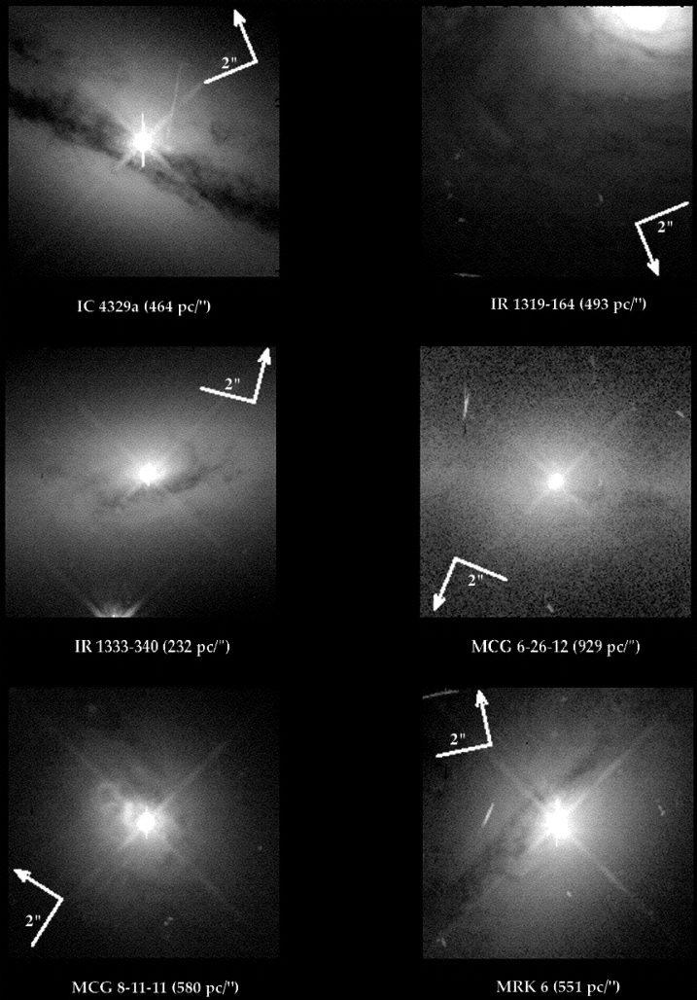 2"
2"
IC 4329a (464 pc/")
IR 1319-164 (493 pc/")
2"
2"
IR 1333-340 (232 pc/")
MCG 6-26-12 (929 pc/")
2"
2"
MCG 8-11-11 (580 pc/")
MRK 6 (551 pc/")